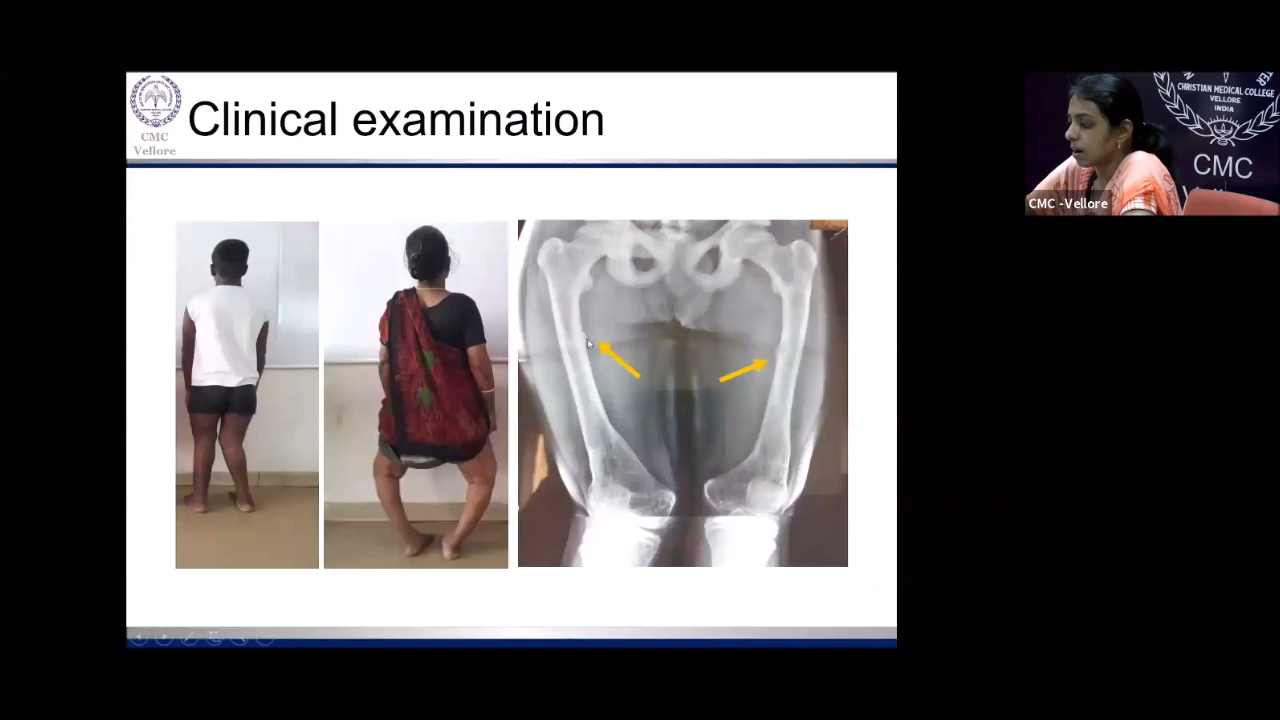 Clinical examination
CMC
Vellore
CHRISTIAN MEDICAL COLLEGE
VELLORE
INDIA
CMC
CMC -Vellore